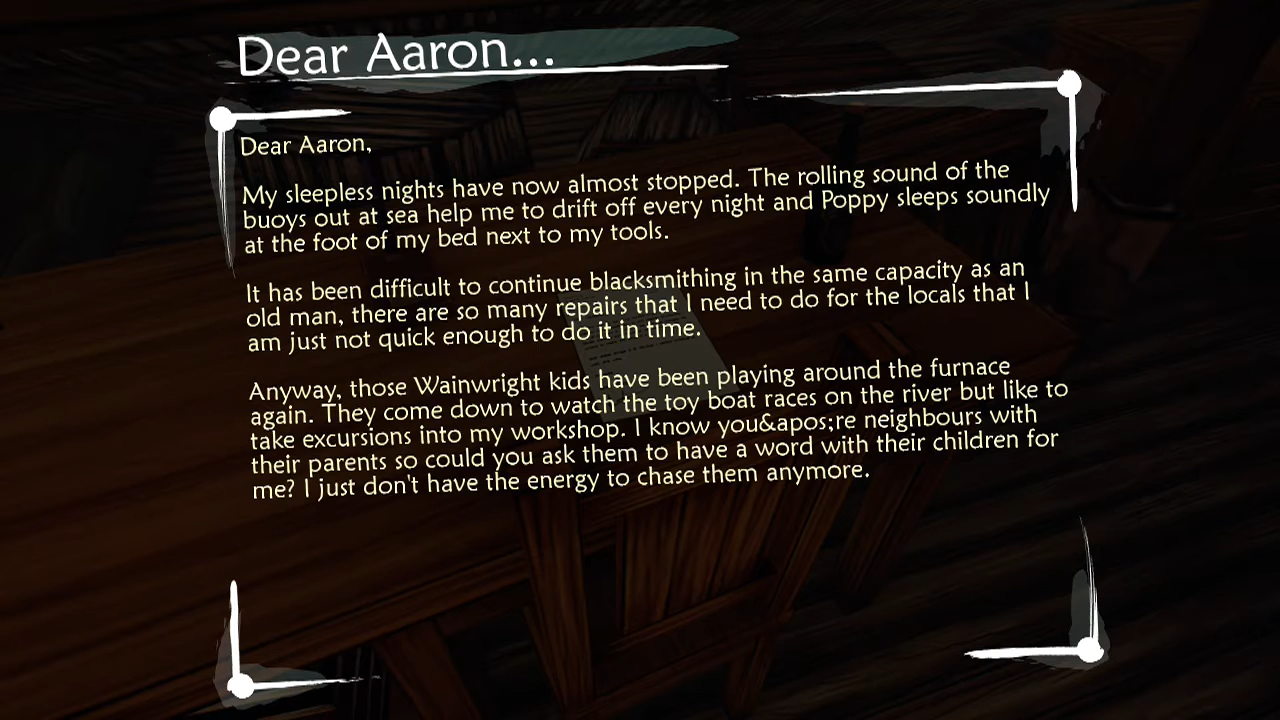 Dear Aaron...
Dear Aaron,
My sleepless nights have now almost stopped. The rolling sound of the
buoys out at sea help me to drift off every night and Poppy sleeps soundly
at the foot of my bed next to my tools.
It has been difficult to continue blacksmithing in the same capacity as an
old man, there are so many repairs that I need to do for the locals that I
am just not quick enough to do it in time.
Anyway, those Wainwright kids have been playing around the furnace
again. They come down to watch the toy boat races on the river but like to
take excursions into my workshop. I know you&apos;re neighbours with
their parents so could you ask them to have a word with their children for
me? I just don't have the energy to chase them anymore.